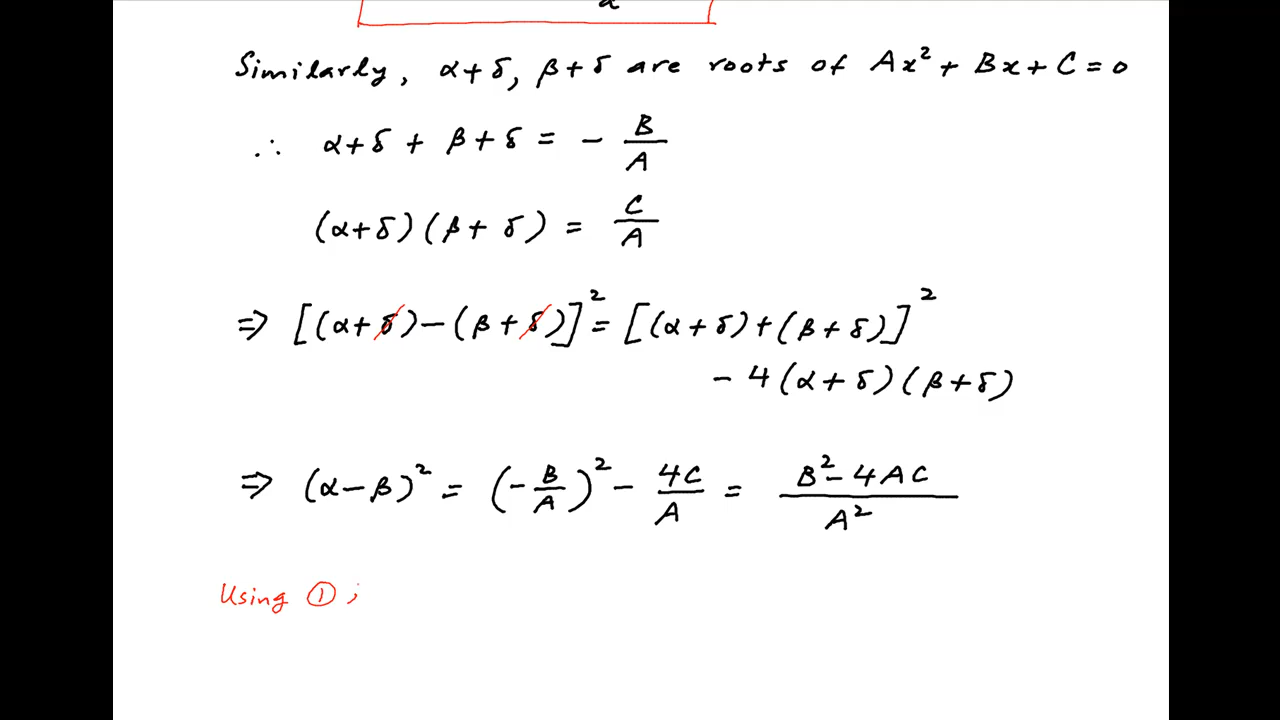 Similarly, α+δ, β+δ are roots of Ax²+Bx+C=0
∴ α+δ + β+δ = - B/A
(α+δ)(β+δ) = C/A
⇒ [(α+δ)-(β+δ)]² = [(α+δ)+(β+δ)]²
- 4(α+δ)(β+δ)
⇒ (α-β)² = (-B/A)² - 4C/A = (B²-4AC)/A²
Using ①;